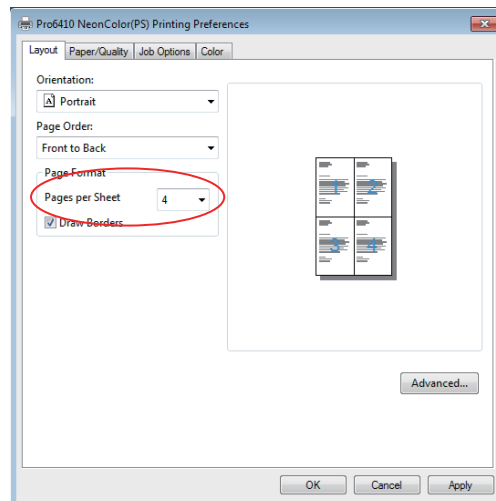 Pro6410 NeonColor(PS) Printing Preferences
Layout Paper/Quality Job Options Color
Orientation:
A Portrait
Page Order:
Front to Back
Page Format
Pages per Sheet 4
Draw Borders
1 2
3 4
Advanced...
OK Cancel Apply